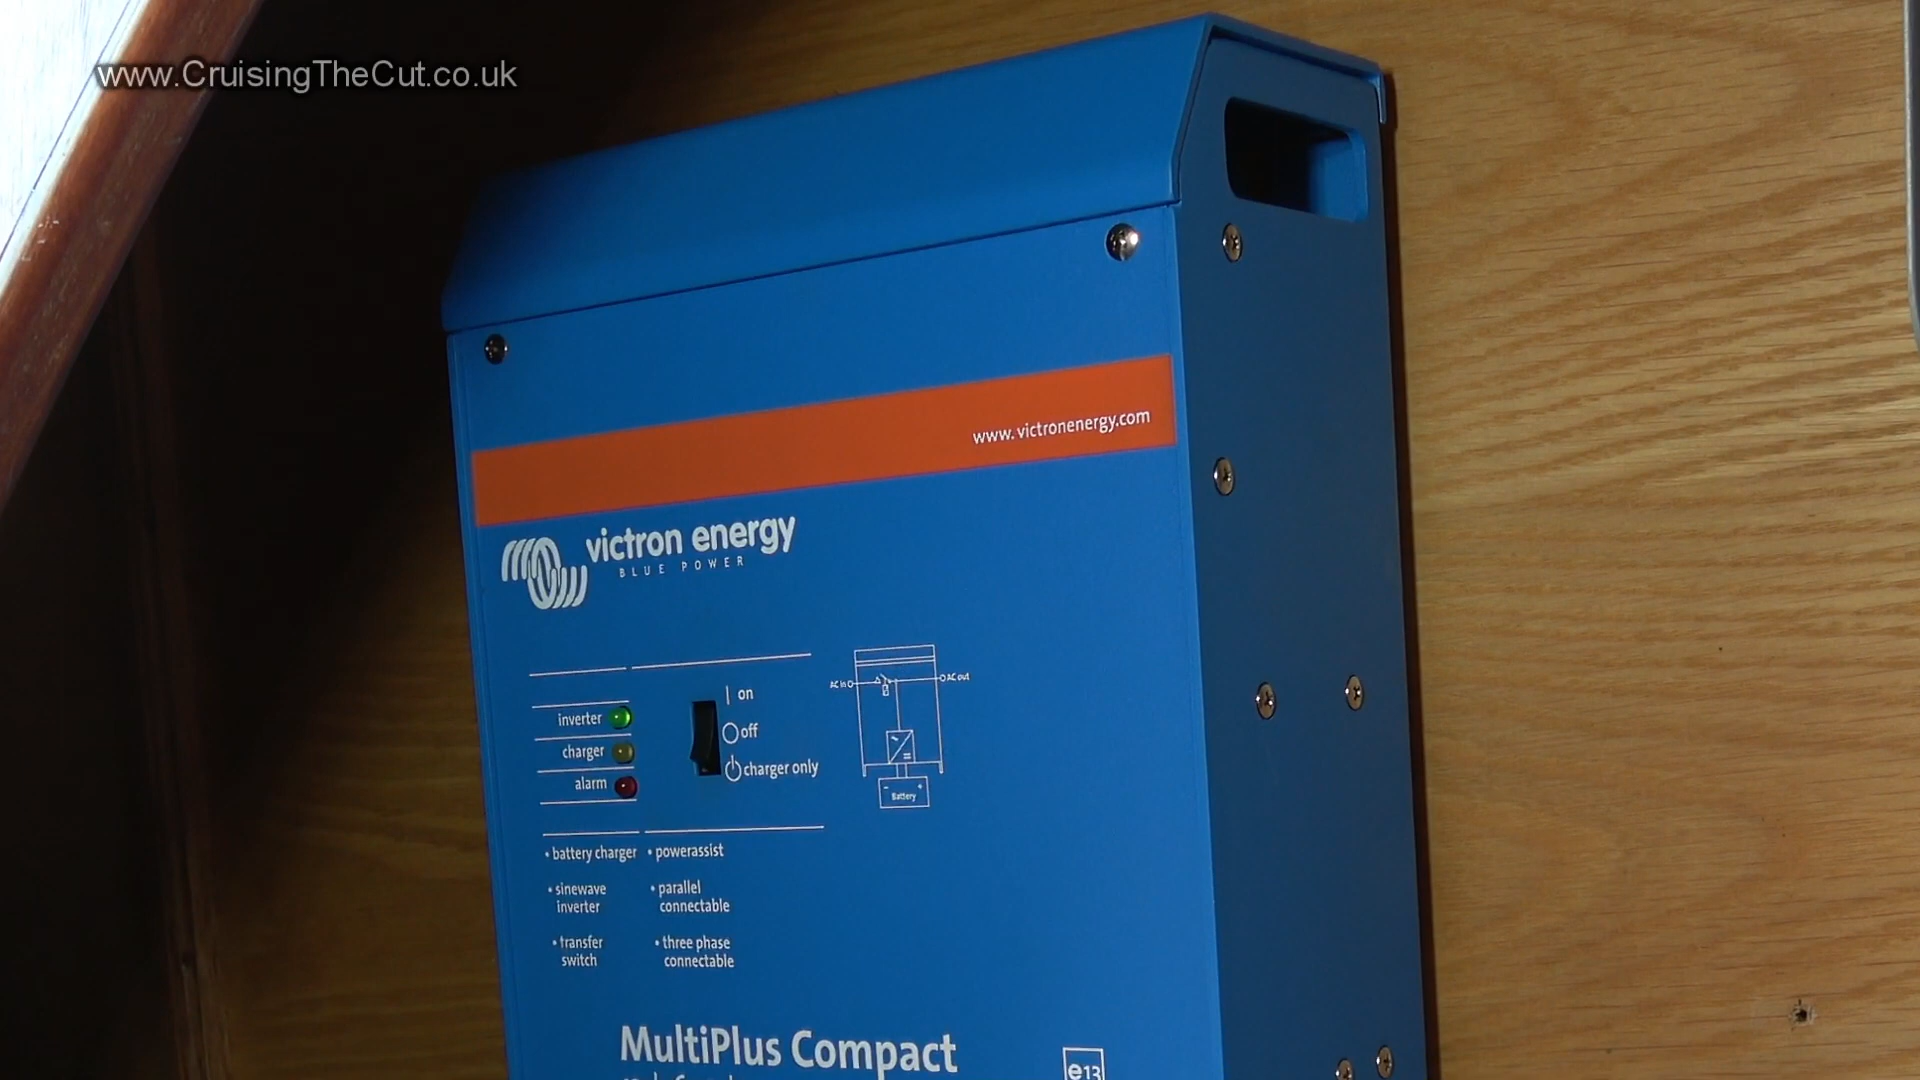 www.CruisingTheCut.co.uk
www.victronenergy.com
victron energy
BLUE POWER
inverter
charger
alarm
| on
off
charger only
AC in
AC out
- +
Battery
• battery charger
• sinewave
inverter
• transfer
switch
• powerassist
• parallel
connectable
• three phase
connectable
MultiPlus Compact
e13